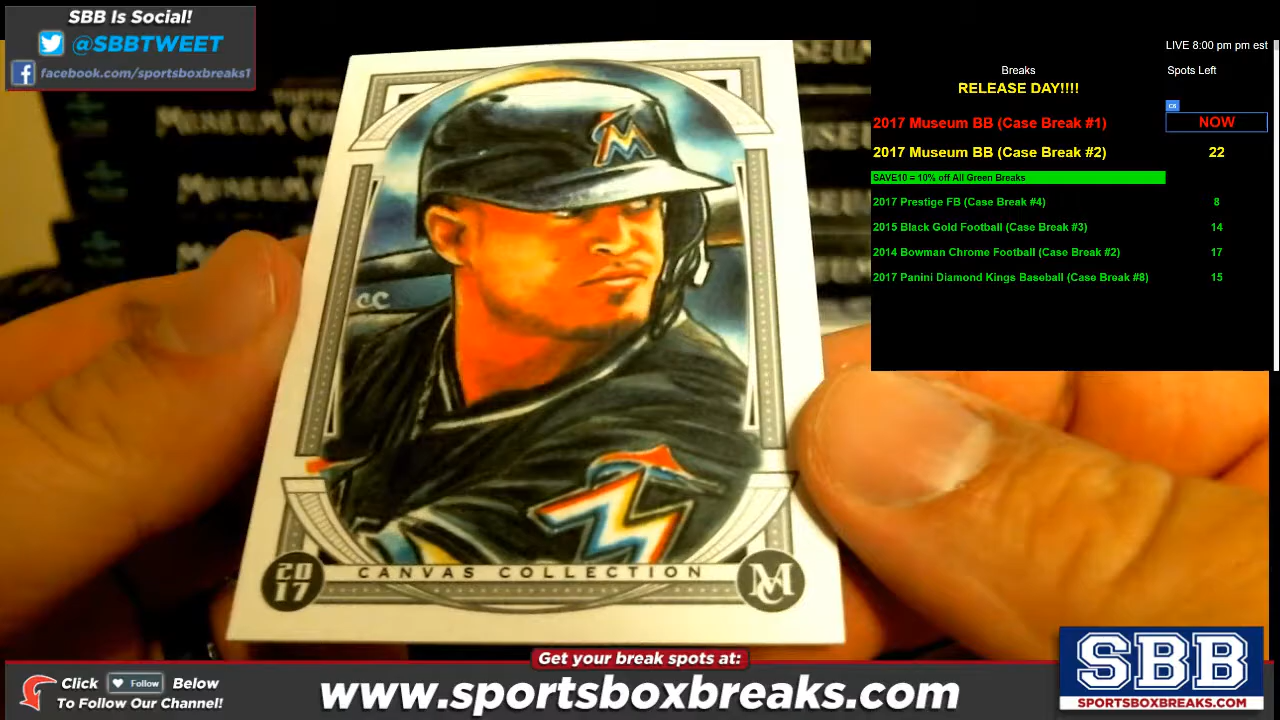 SBB Is Social!
@SBBTWEET
facebook.com/sportsboxbreaks1
LIVE 8:00 pm pm est
Breaks Spots Left
RELEASE DAY!!!!
2017 Museum BB (Case Break #1) NOW
2017 Museum BB (Case Break #2) 22
SAVE10 = 10% off All Green Breaks
2017 Prestige FB (Case Break #4) 8
2015 Black Gold Football (Case Break #3) 14
2014 Bowman Chrome Football (Case Break #2) 17
2017 Panini Diamond Kings Baseball (Case Break #8) 15
MUSEUM
CC
2017
CANVAS COLLECTION
MC
Get your break spots at:
Click Follow Below
To Follow Our Channel!
www.sportsboxbreaks.com
SBB
SPORTSBOXBREAKS.COM